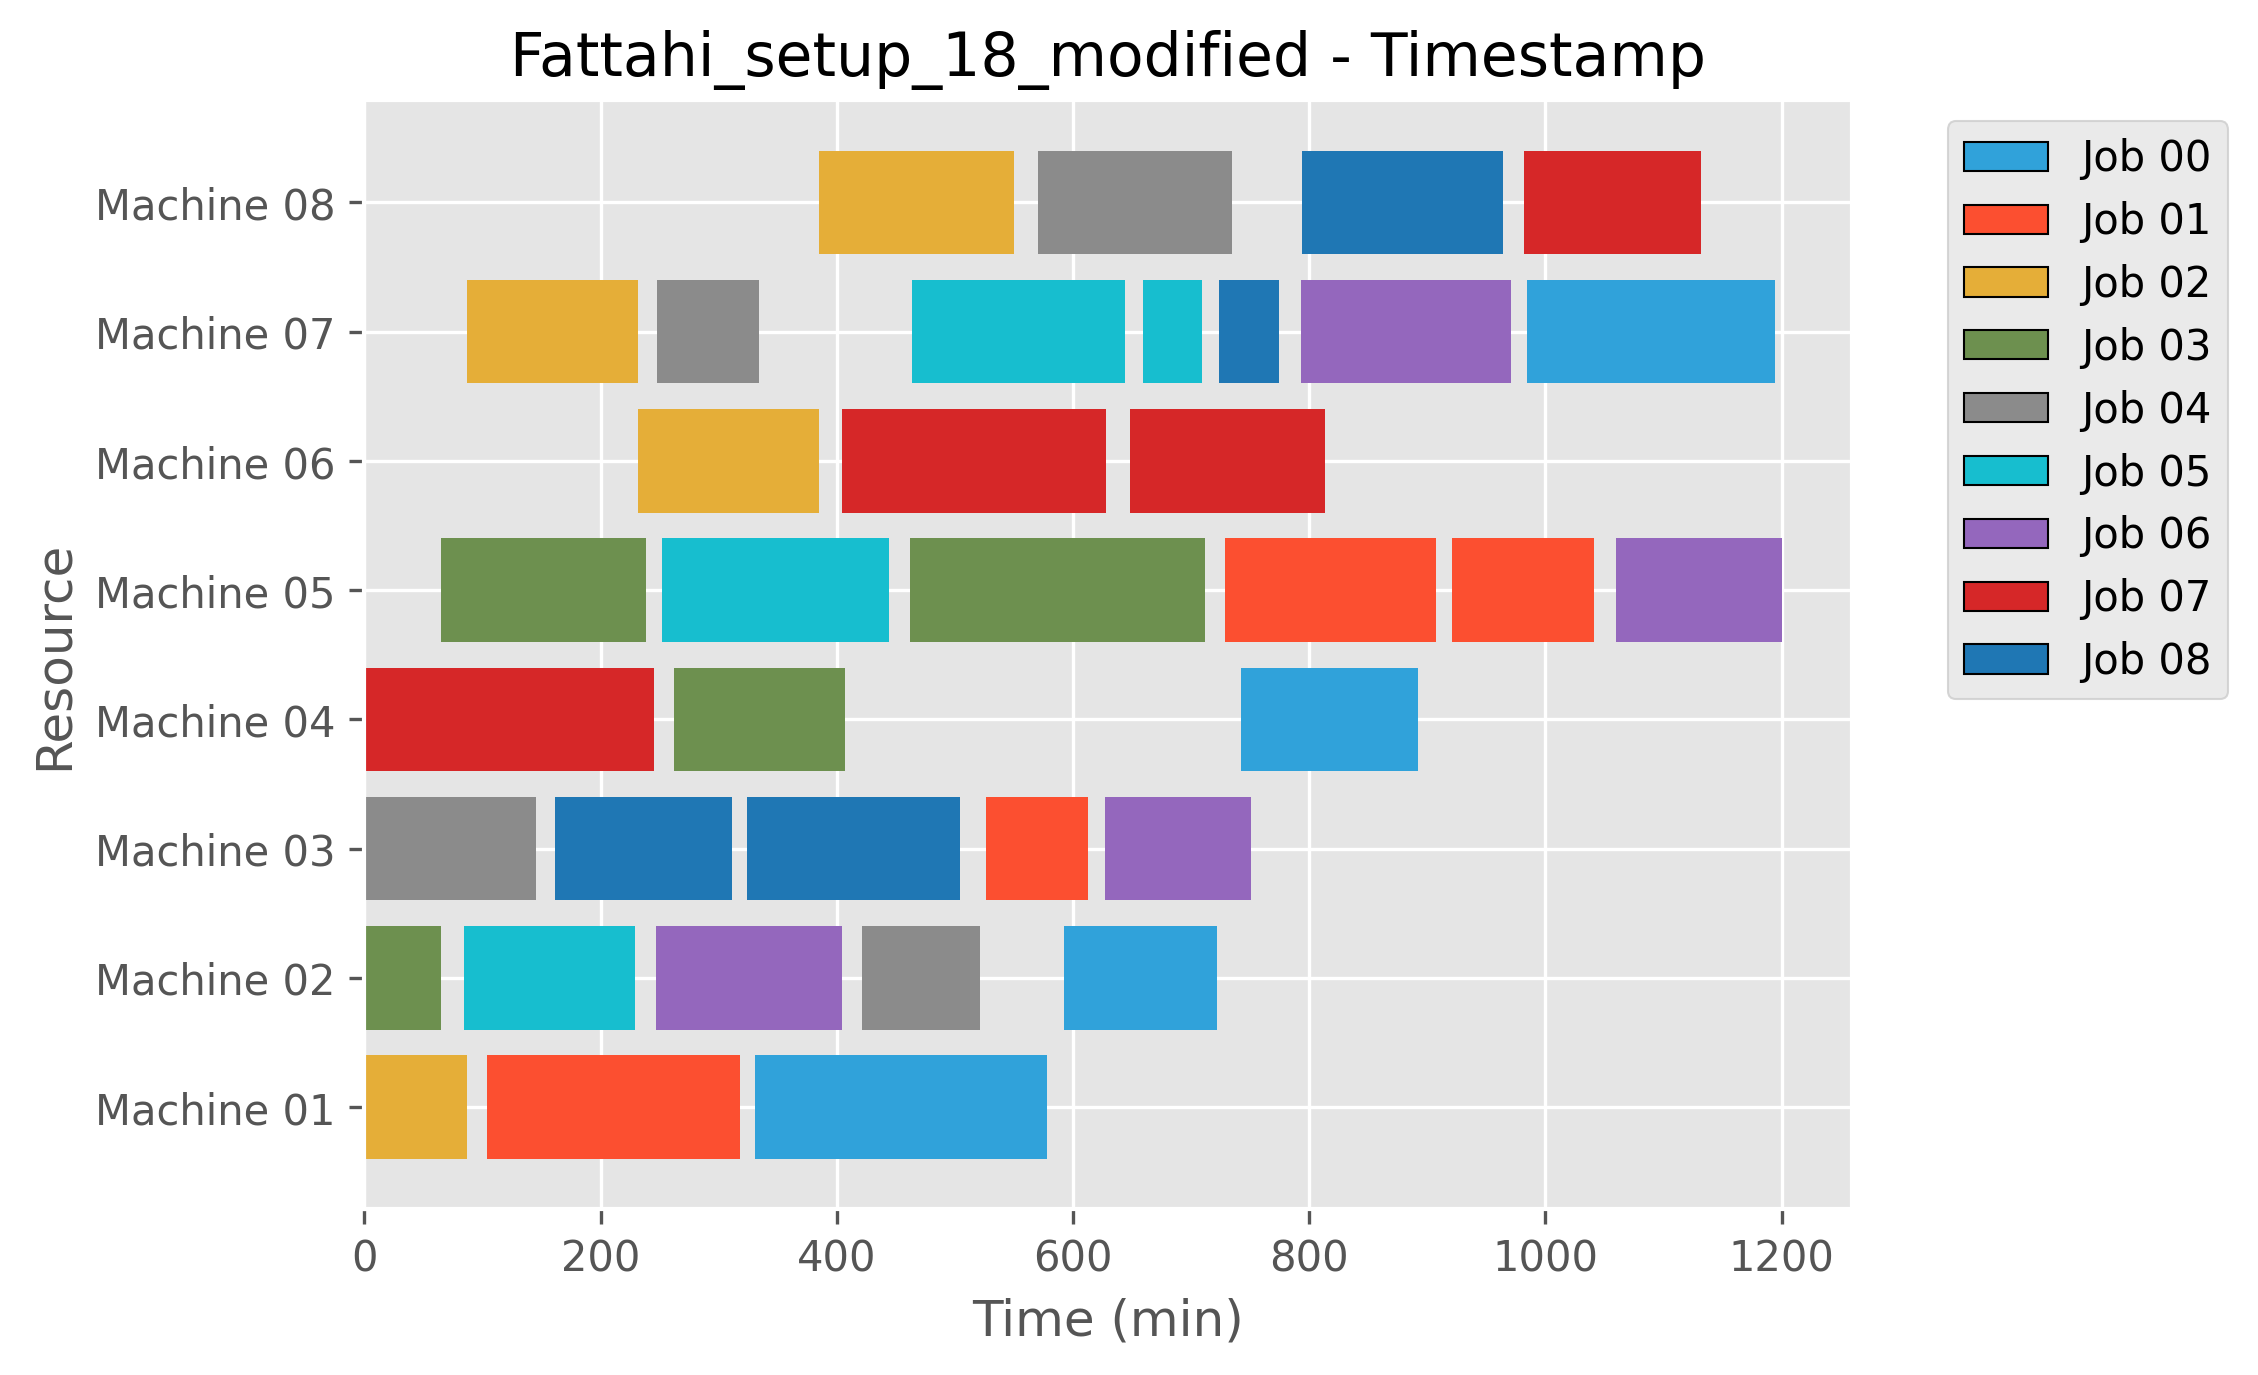 Fattahi_setup_18_modified - Timestamp
Machine 08
Machine 07
Machine 06
Machine 05
Machine 04
Machine 03
Machine 02
Machine 01
Resource
0 200 400 600 800 1000 1200
Time (min)
Job 00
Job 01
Job 02
Job 03
Job 04
Job 05
Job 06
Job 07
Job 08